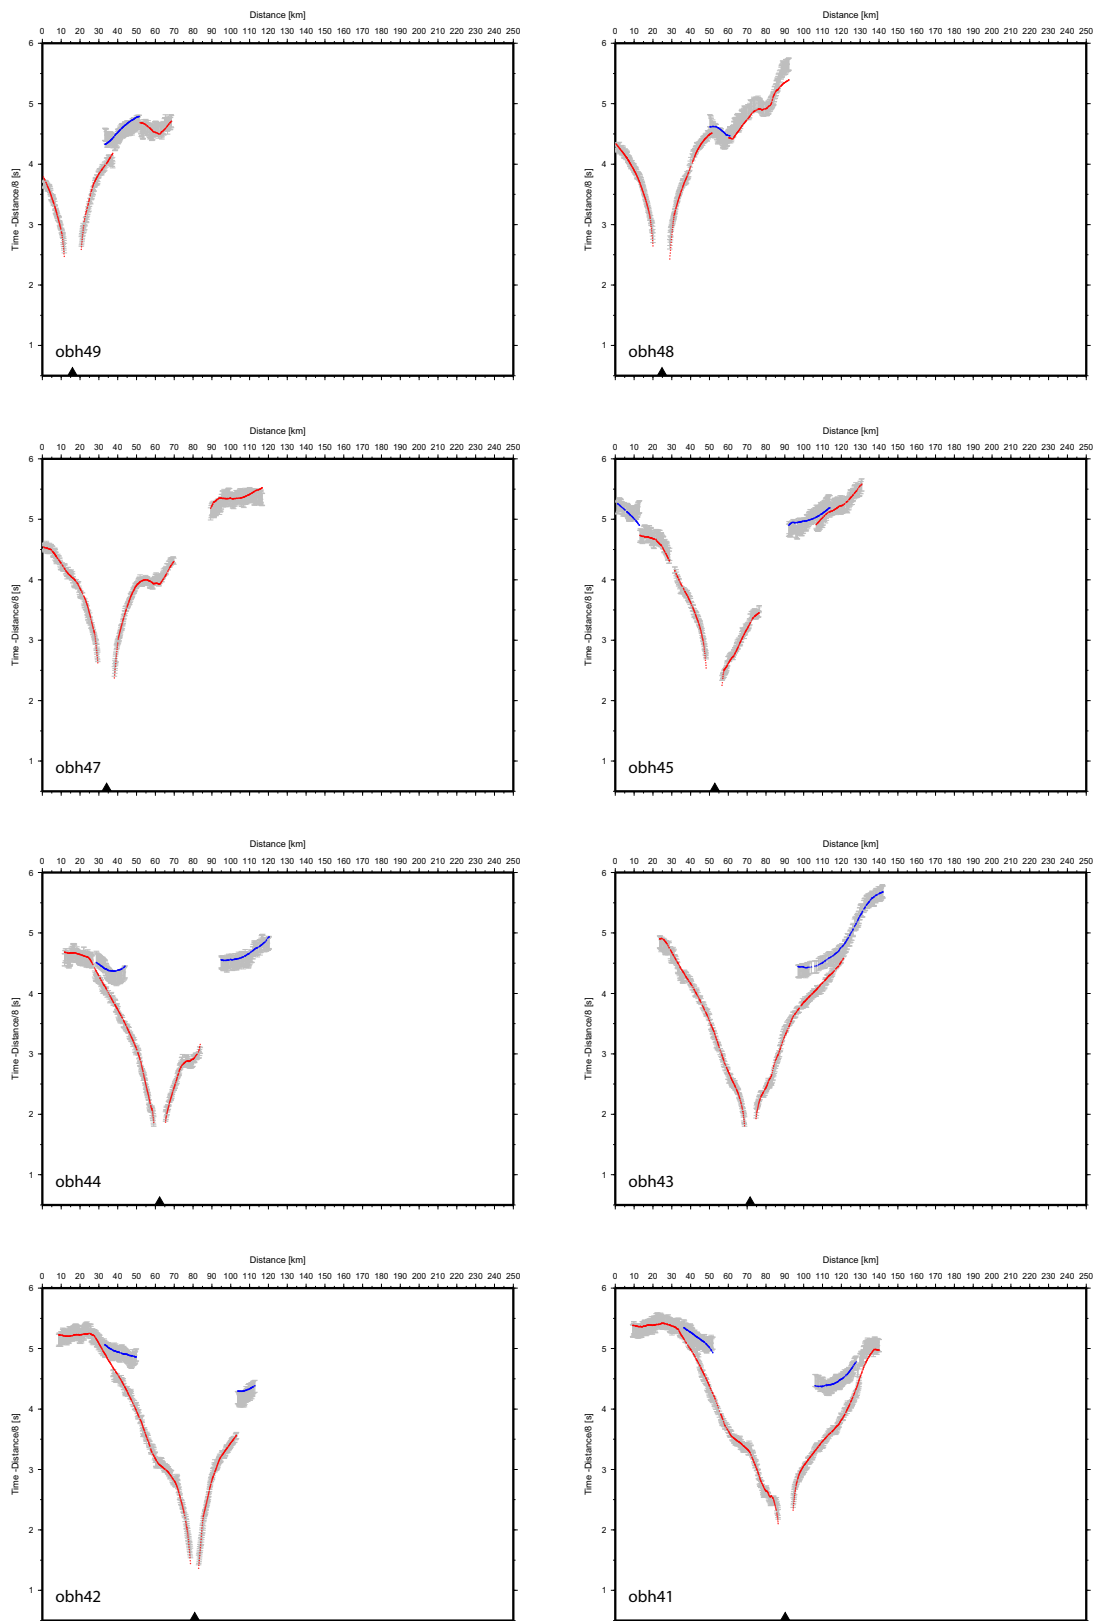 Distance [km] Distance [km]
0 10 20 30 40 50 60 70 80 90 100 110 120 130 140 150 160 170 180 190 200 210 220 230 240 250 0 10 20 30 40 50 60 70 80 90 100 110 120 130 140 150 160 170 180 190 200 210 220 230 240 250
6 6
5 5
4 4
Time -Distance/8 [s] Time -Distance/8 [s]
3 3
2 2
1 1
obh49 obh48
Distance [km] Distance [km]
0 10 20 30 40 50 60 70 80 90 100 110 120 130 140 150 160 170 180 190 200 210 220 230 240 250 0 10 20 30 40 50 60 70 80 90 100 110 120 130 140 150 160 170 180 190 200 210 220 230 240 250
6 6
5 5
4 4
Time -Distance/8 [s] Time -Distance/8 [s]
3 3
2 2
1 1
obh47 obh45
Distance [km] Distance [km]
0 10 20 30 40 50 60 70 80 90 100 110 120 130 140 150 160 170 180 190 200 210 220 230 240 250 0 10 20 30 40 50 60 70 80 90 100 110 120 130 140 150 160 170 180 190 200 210 220 230 240 250
6 6
5 5
4 4
Time -Distance/8 [s] Time -Distance/8 [s]
3 3
2 2
1 1
obh44 obh43
Distance [km] Distance [km]
0 10 20 30 40 50 60 70 80 90 100 110 120 130 140 150 160 170 180 190 200 210 220 230 240 250 0 10 20 30 40 50 60 70 80 90 100 110 120 130 140 150 160 170 180 190 200 210 220 230 240 250
6 6
5 5
4 4
Time -Distance/8 [s] Time -Distance/8 [s]
3 3
2 2
1 1
obh42 obh41